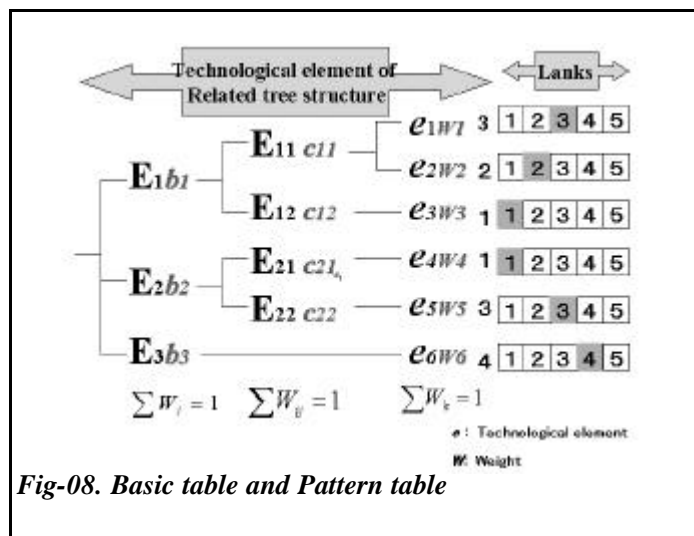 Technological element of
Related tree structure
Lanks
E11 c11
e1W1 3 1 2 3 4 5
E1b1
e2W2 2 1 2 3 4 5
E12 c12
e3W3 1 1 2 3 4 5
E21 c21
e4W4 1 1 2 3 4 5
E2b2
E22 c22
e5W5 3 1 2 3 4 5
E3b3
e6W6 4 1 2 3 4 5
∑Wi = 1 ∑Wij = 1 ∑Wk = 1
e : Technological element
W: Weight
Fig-08. Basic table and Pattern table